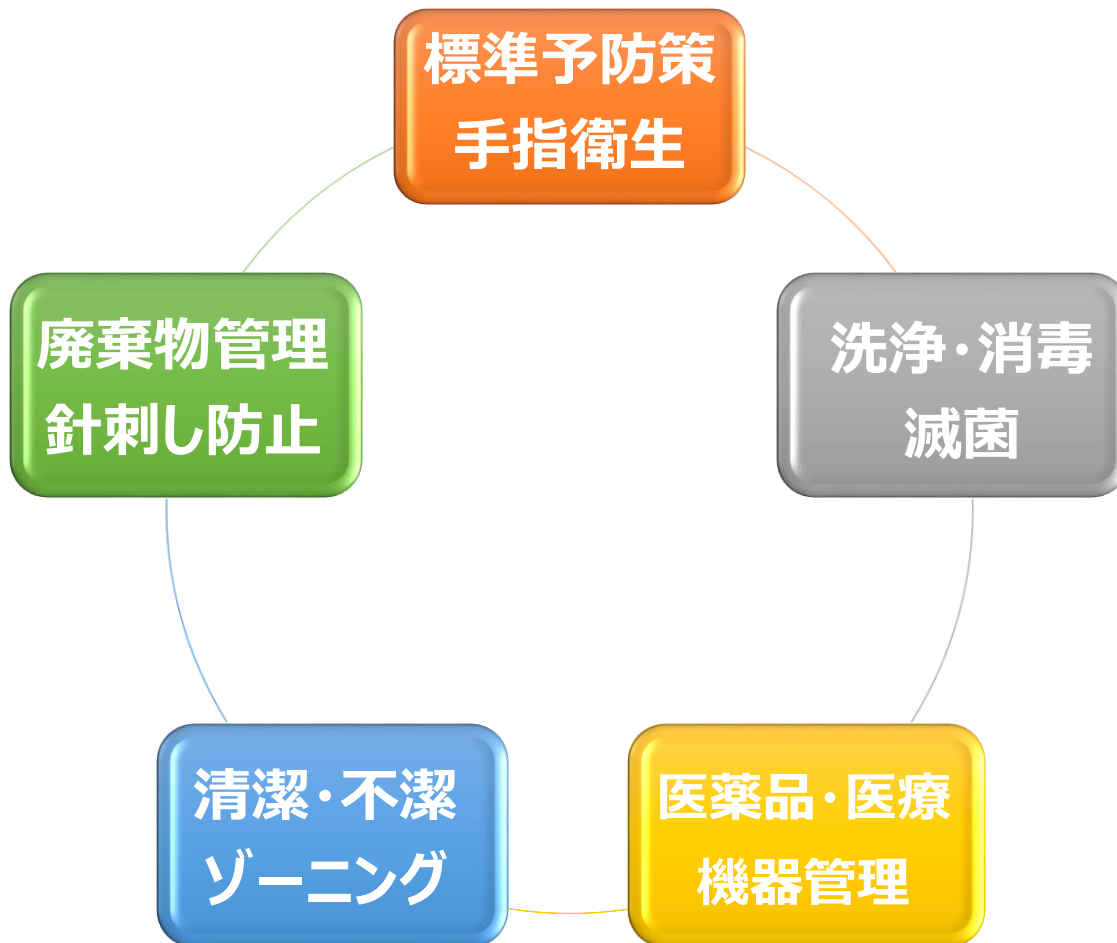 標準予防策
手指衛生
洗浄・消毒
滅菌
医薬品・医療
機器管理
清潔・不潔
ゾーニング
廃棄物管理
針刺し防止